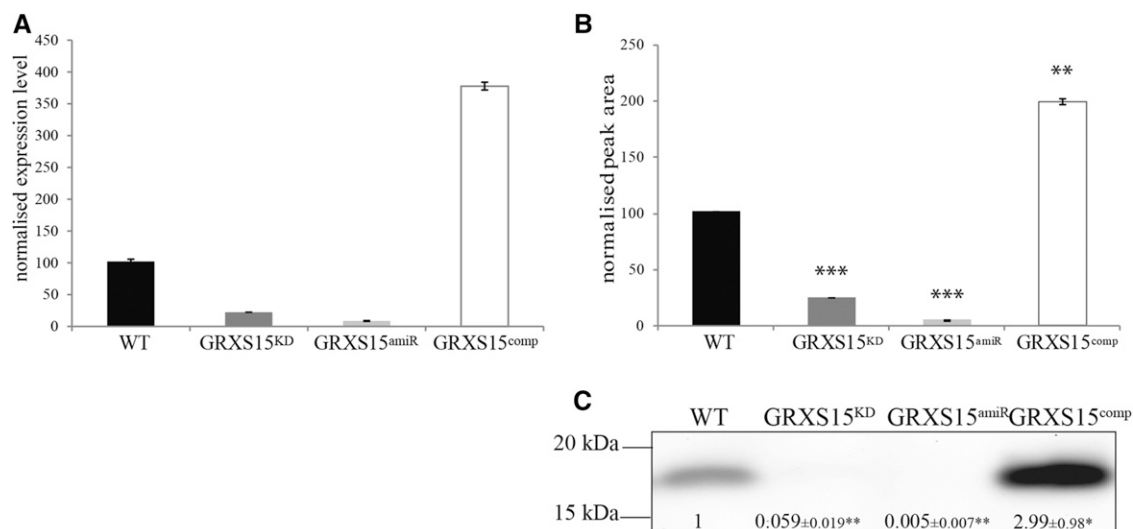 A
normalised expression level
450
400
350
300
250
200
150
100
50
0
WT GRXS15KD GRXS15amiR GRXS15comp
B
normalised peak area
250
200
150
100
50
0
***
***
**
WT GRXS15KD GRXS15amiR GRXS15comp
C
WT GRXS15KD GRXS15amiR GRXS15comp
20 kDa
15 kDa
1 0.059±0.019** 0.005±0.007** 2.99±0.98*